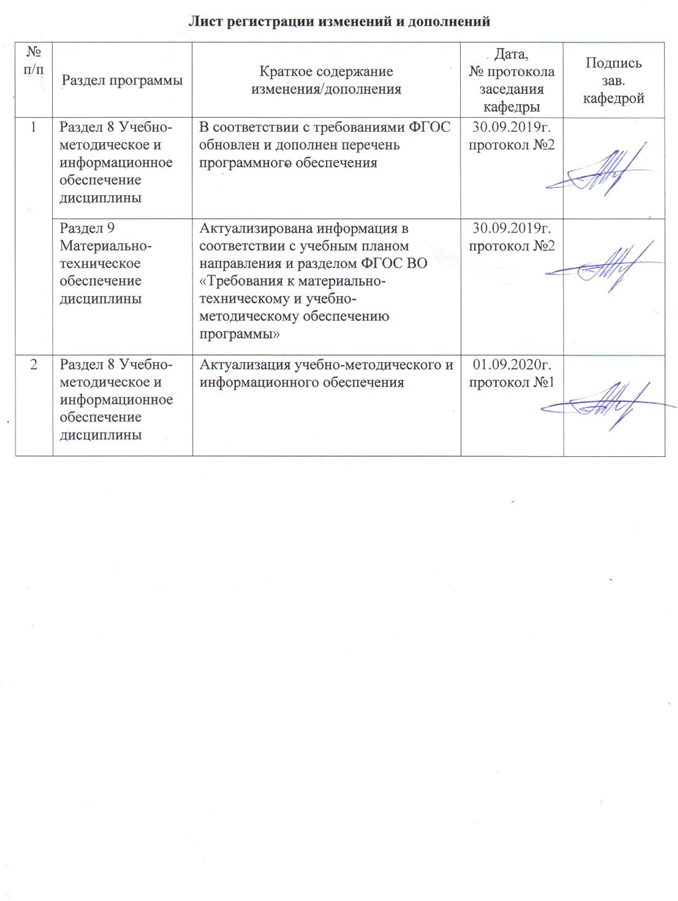 Лист регистрации изменений и дополнений
№
п/п
Раздел программы
Краткое содержание
изменения/дополнения
Дата,
№ протокола
заседания
кафедры
Подпись
зав.
кафедрой
1
Раздел 8 Учебно-
методическое и
информационное
обеспечение
дисциплины
В соответствии с требованиями ФГОС
обновлен и дополнен перечень
программного обеспечения
30.09.2019г.
протокол №2
Раздел 9
Материально-
техническое
обеспечение
дисциплины
Актуализирована информация в
соответствии с учебным планом
направления и разделом ФГОС ВО
«Требования к материально-
техническому и учебно-
методическому обеспечению
программы»
30.09.2019г.
протокол №2
2
Раздел 8 Учебно-
методическое и
информационное
обеспечение
дисциплины
Актуализация учебно-методического и
информационного обеспечения
01.09.2020г.
протокол №1